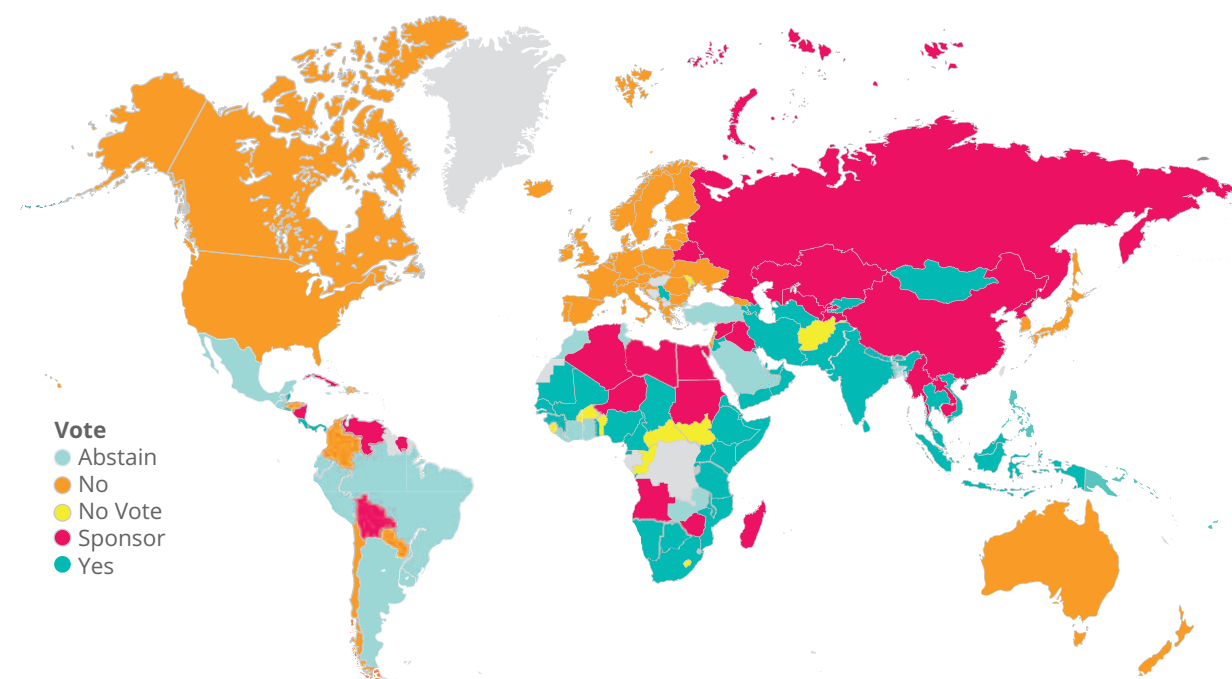 Vote
Abstain
No
No Vote
Sponsor
Yes